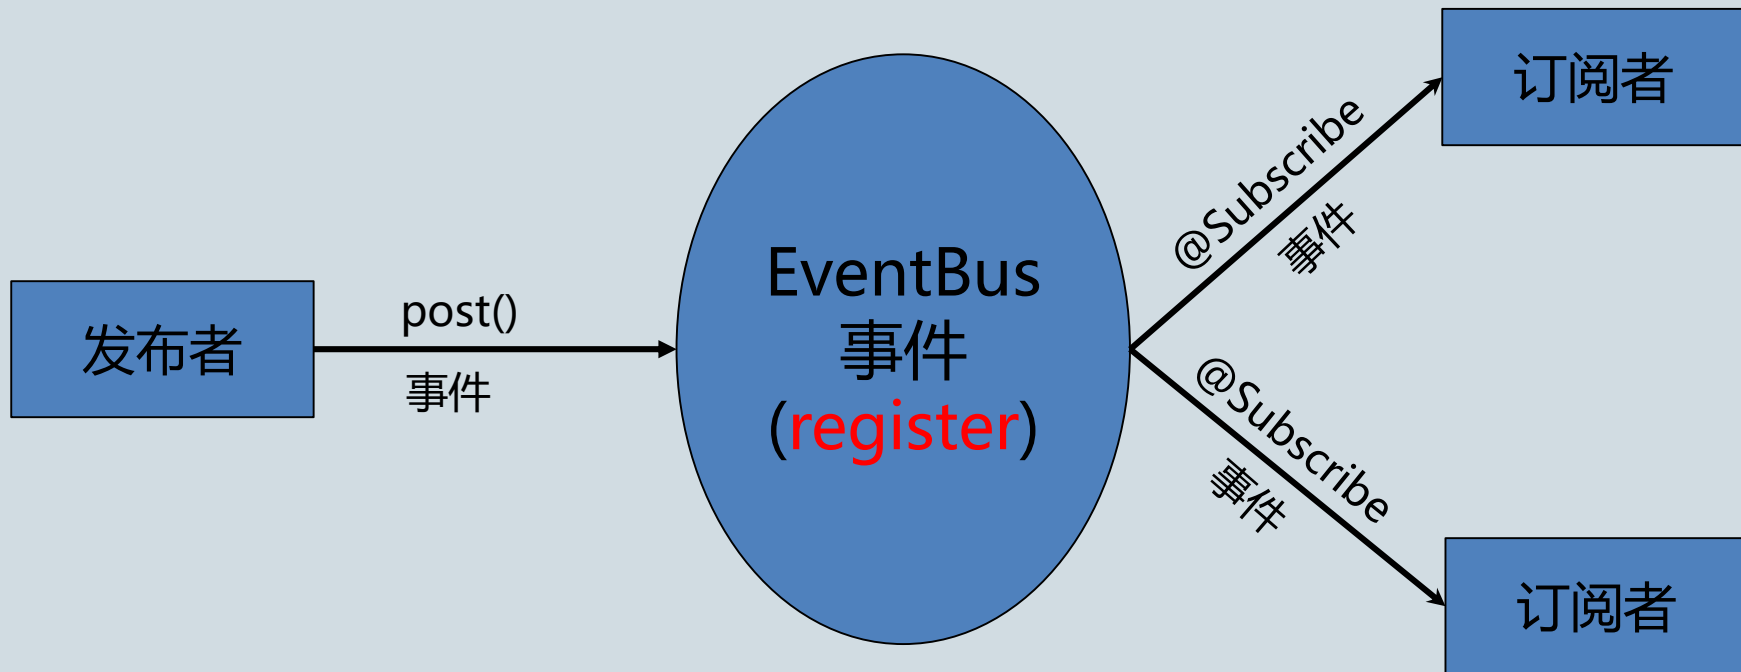 发布者
post()
事件
EventBus
事件
(register)
@Subscribe
事件
订阅者
@Subscribe
事件
订阅者